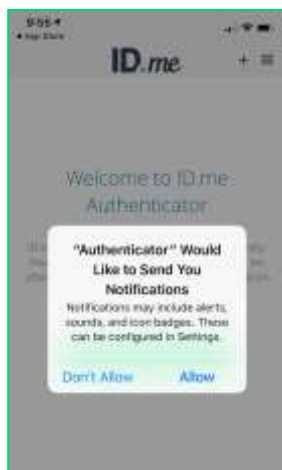 9:55
App Store
ID.me
+
Welcome to ID.me
Authenticator
"Authenticator" Would
Like to Send You
Notifications
Notifications may include alerts,
sounds, and icon badges. These
can be configured in Settings.
Don't Allow
Allow